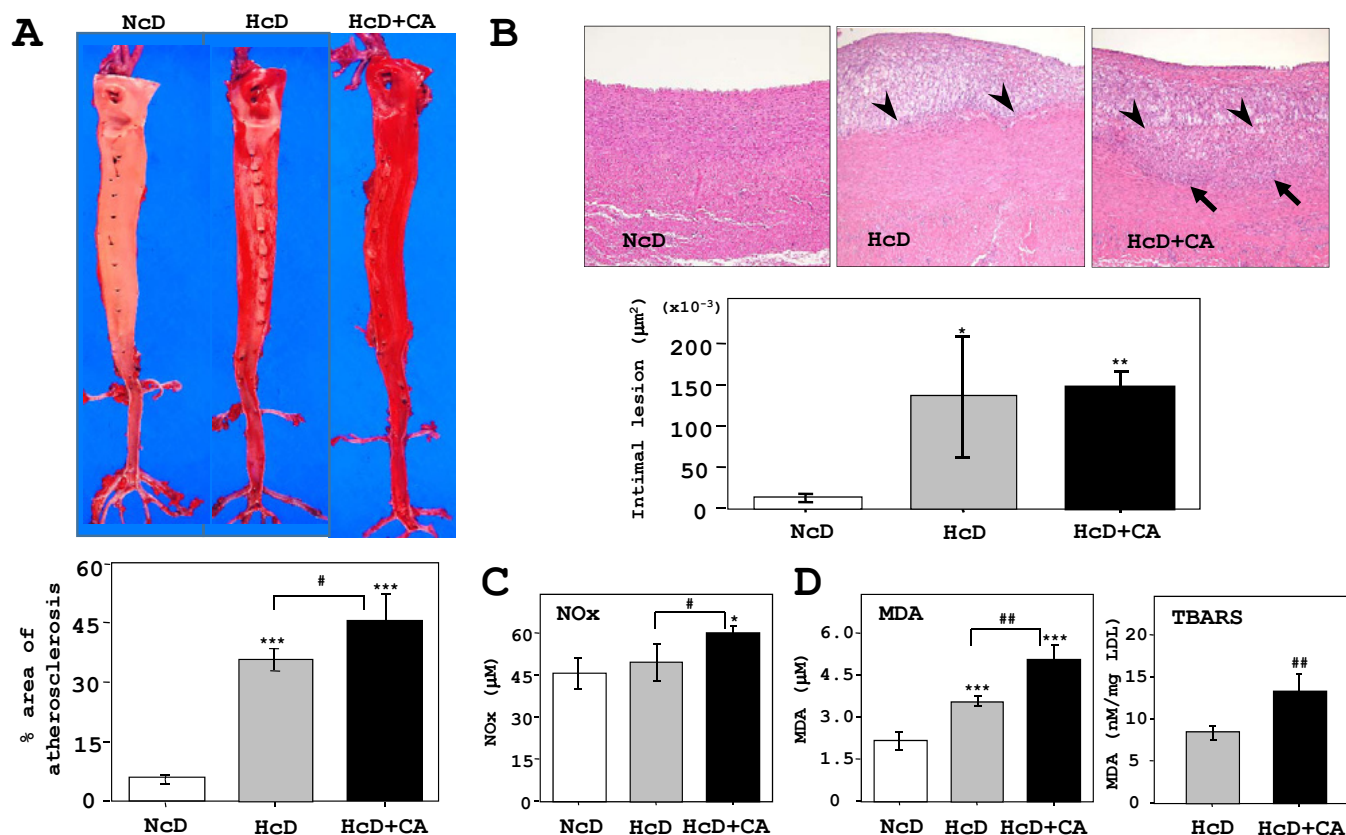 A
NcD
HcD
HcD+CA
% area of
atherosclerosis
60
45
30
15
0
***
#
***
NcD
HcD
HcD+CA
B
NcD
HcD
HcD+CA
Intimal lesion (µm²)
(x10⁻³)
200
150
100
50
0
*
**
NcD
HcD
HcD+CA
C
NOx
NOx (µM)
60
45
30
15
0
#
*
NcD
HcD
HcD+CA
D
MDA
MDA (µM)
6.0
4.5
3.0
1.5
0
***
##
***
NcD
HcD
HcD+CA
TBARS
MDA (nM/mg LDL)
20
15
10
5
0
##
HcD
HcD+CA